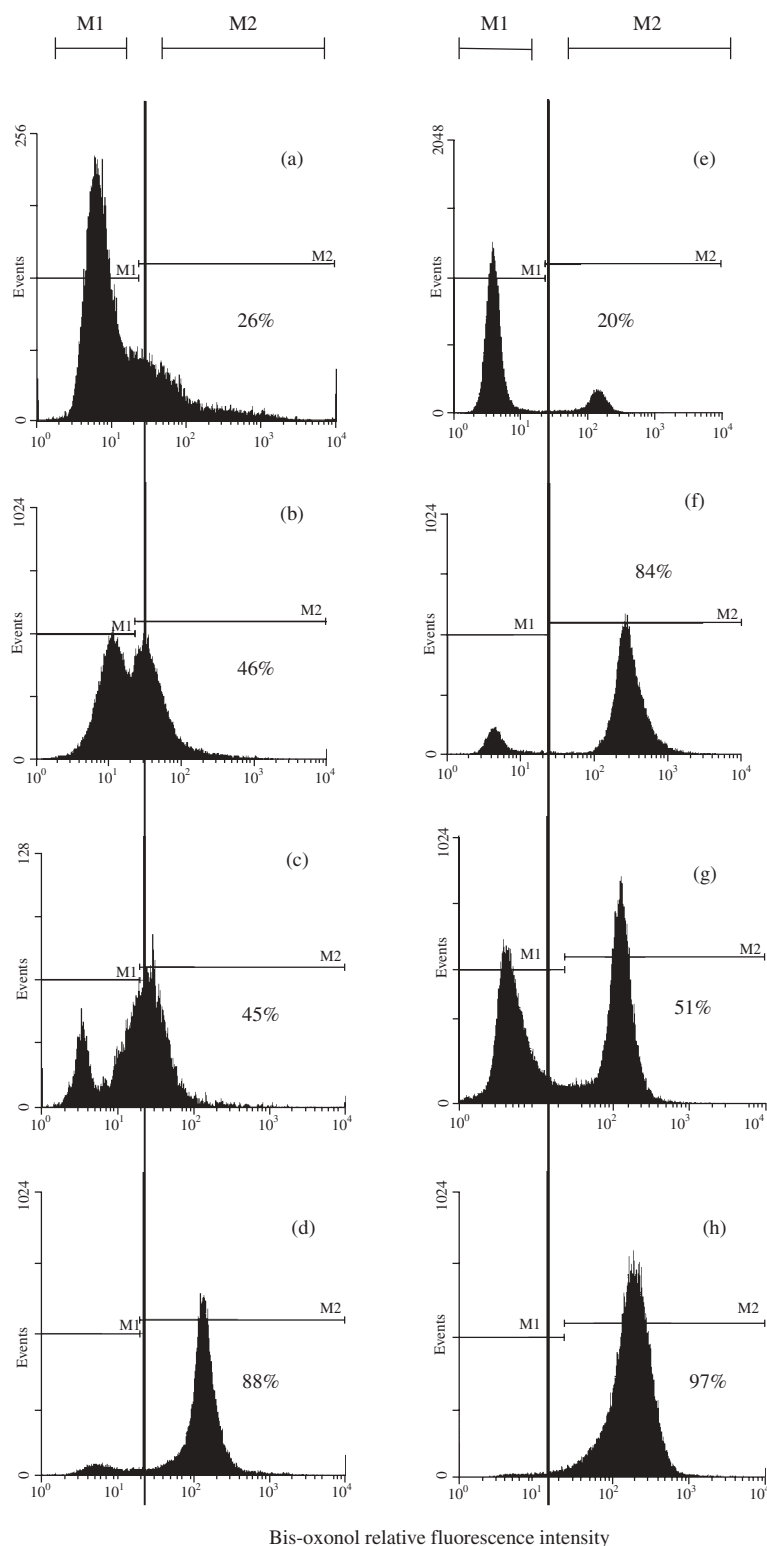 M1 M2 M1 M2
256
Events
0
(a)
M1
M2
26%
10⁰ 10¹ 10² 10³ 10⁴
2048
Events
0
(e)
M1
M2
20%
10⁰ 10¹ 10² 10³ 10⁴
1024
Events
0
(b)
M1
M2
46%
10⁰ 10¹ 10² 10³ 10⁴
1024
Events
0
(f)
84%
M1
M2
10⁰ 10¹ 10² 10³ 10⁴
128
Events
0
(c)
M1
M2
45%
10⁰ 10¹ 10² 10³ 10⁴
1024
Events
0
(g)
M1
M2
51%
10⁰ 10² 10³ 10⁴
1024
Events
0
(d)
M1
M2
88%
10⁰ 10¹ 10² 10³ 10⁴
1024
Events
0
(h)
M1
M2
97%
10⁰ 10¹ 10² 10³ 10⁴
Bis-oxonol relative fluorescence intensity